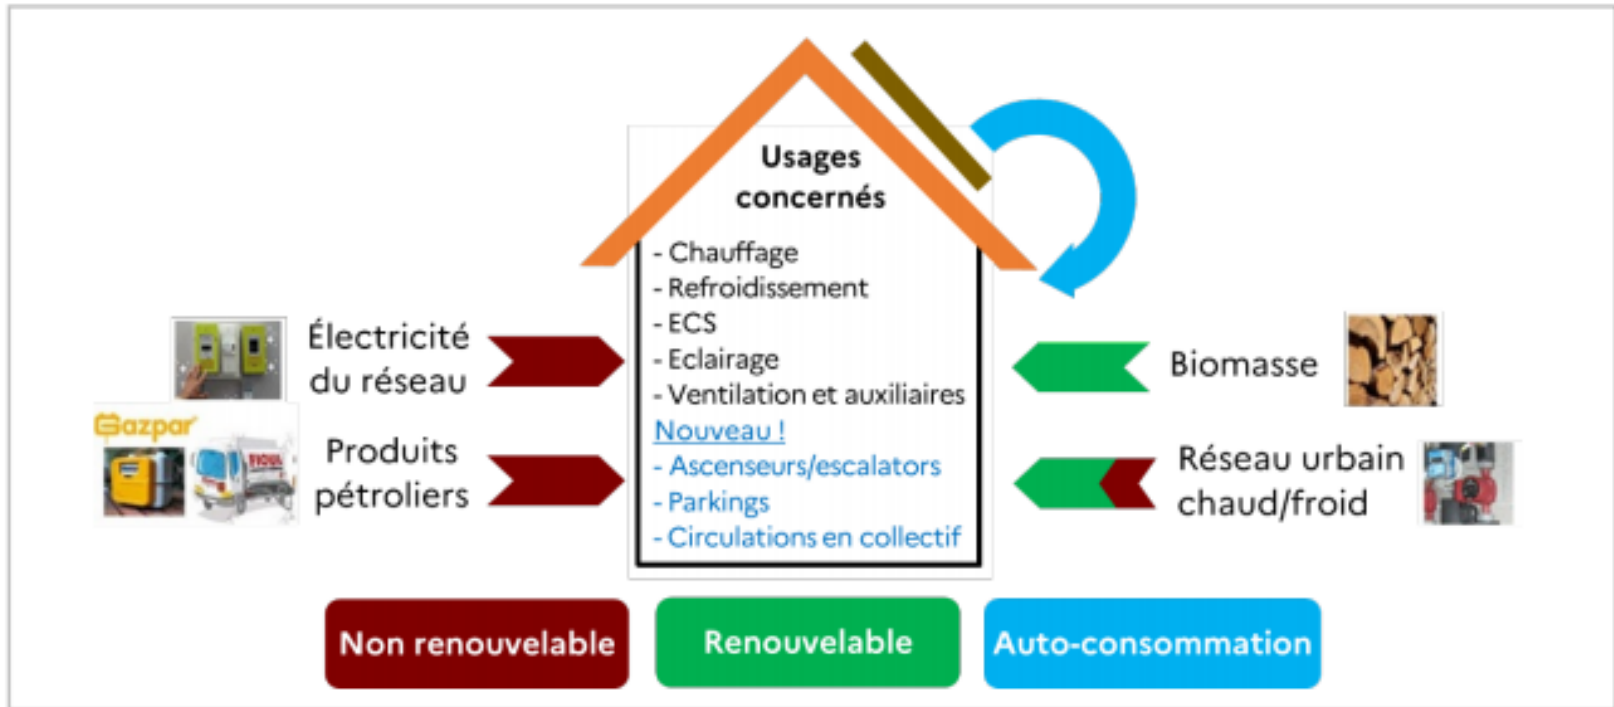 Usages
concernés
- Chauffage
- Refroidissement
- ECS
- Eclairage
- Ventilation et auxiliaires
Nouveau !
- Ascenseurs/escalators
- Parkings
- Circulations en collectif
Électricité
du réseau
Gazpar
FIOUL
Produits
pétroliers
Biomasse
Réseau urbain
chaud/froid
Non renouvelable
Renouvelable
Auto-consommation